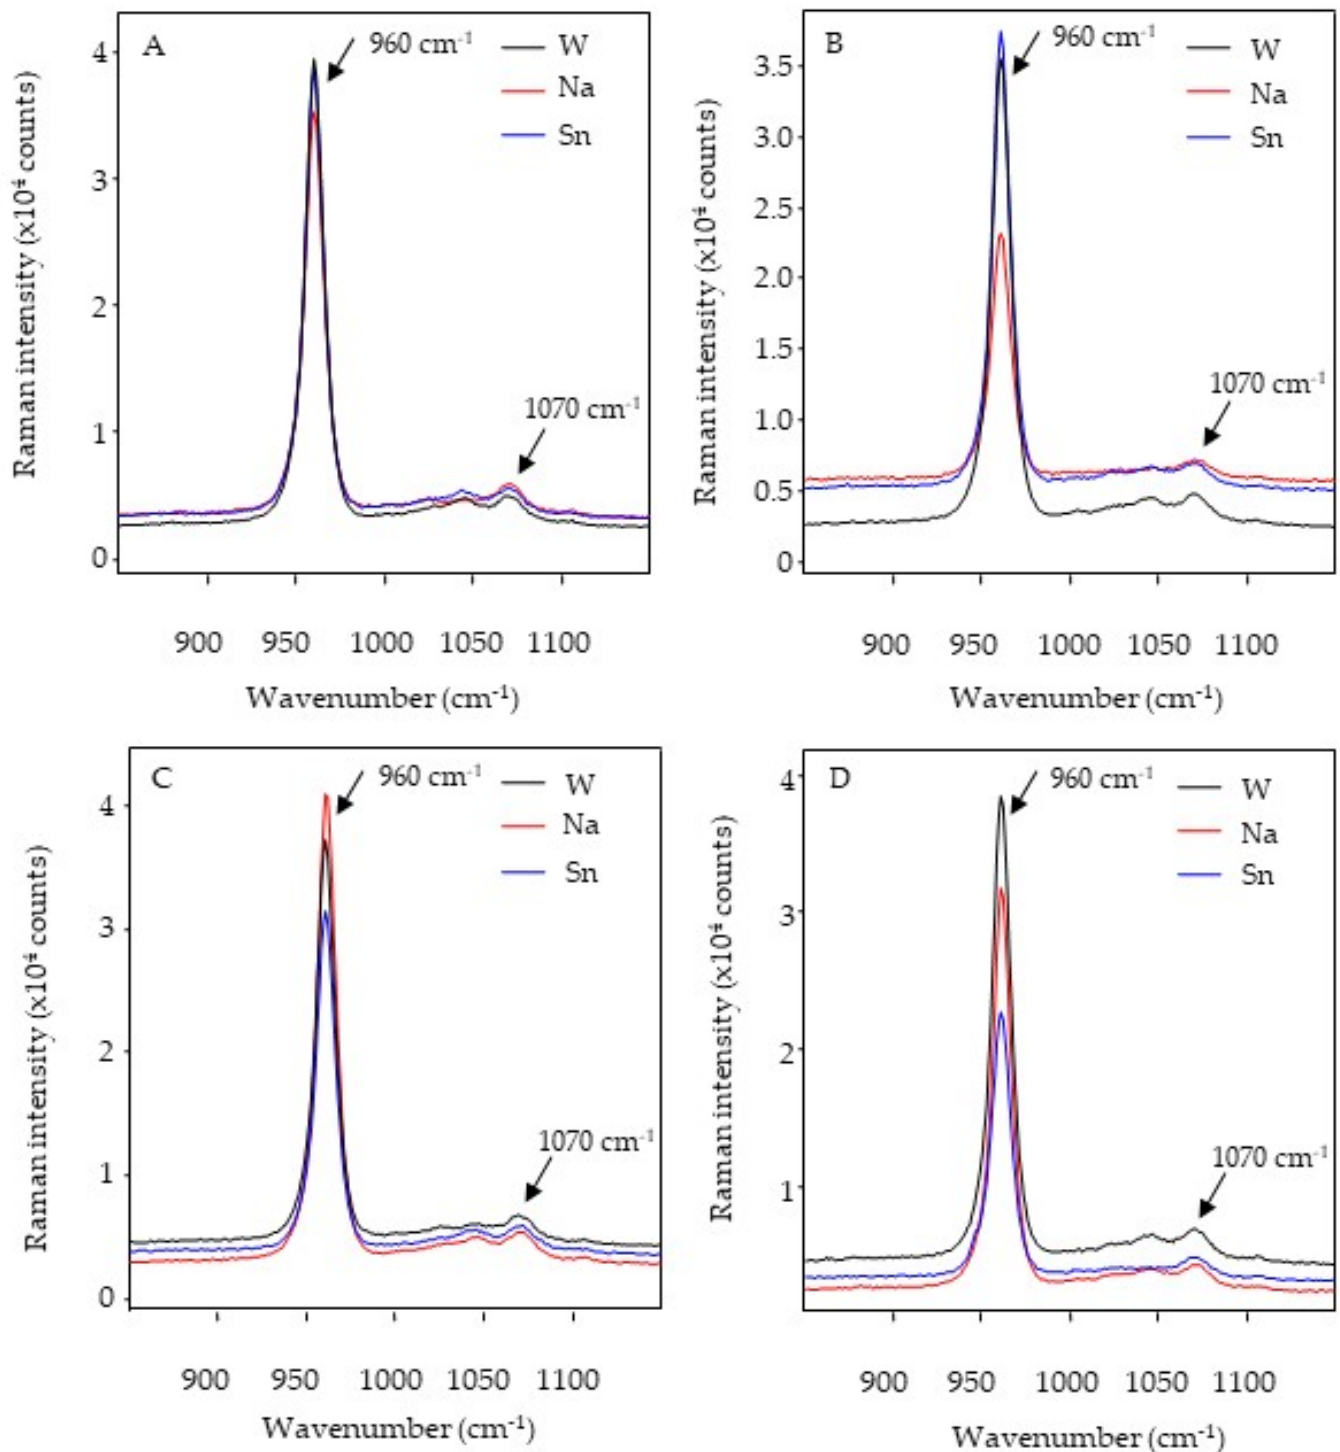 A
960 cm⁻¹
W
Na
Sn
4
3
2
1
0
1070 cm⁻¹
Raman intensity (x10⁴ counts)
900 950 1000 1050 1100
Wavenumber (cm⁻¹)
B
960 cm⁻¹
W
Na
Sn
3.5
3.0
2.5
2.0
1.5
1.0
0.5
0
1070 cm⁻¹
Raman intensity (x10⁴ counts)
900 950 1000 1050 1100
Wavenumber (cm⁻¹)
C
960 cm⁻¹
W
Na
Sn
4
3
2
1
0
1070 cm⁻¹
Raman intensity (x10⁴ counts)
900 950 1000 1050 1100
Wavenumber (cm⁻¹)
D
960 cm⁻¹
W
Na
Sn
4
3
2
1
1070 cm⁻¹
Raman intensity (x10⁴ counts)
900 950 1000 1050 1100
Wavenumber (cm⁻¹)